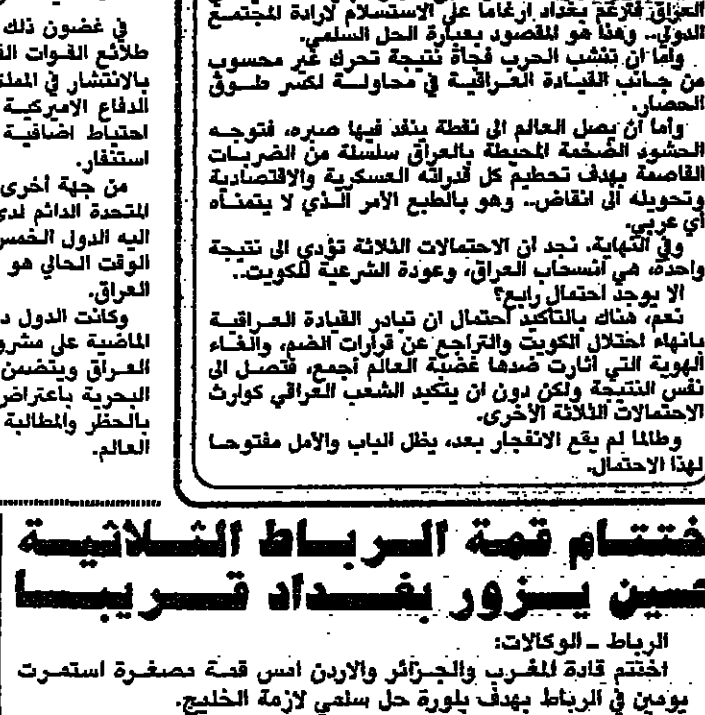 العراق فترغم بغداد ارغاما على الاستسلام لارادة المجتمع
الدولي.. وهذا هو المقصود بعبارة الحل السلمي.
وأما ان تنشب الحرب فجأة نتيجة تحرك غير محسوب
من جانب القيادة العراقية في محاولة لكسر طوق
الحصار.
وأما أن يصل العالم الى نقطة ينفد فيها صبره، فتوجه
الحشود الضخمة المحيطة بالعراق سلسلة من الضربات
القاصمة بهدف تحطيم كل قدراته العسكرية والاقتصادية
وتحويله الى انقاض.. وهو بالطبع الأمر الذي لا يتمنأه
أي عربي.
وفي النهاية. نجد أن الاحتمالات الثلاثة تؤدي الى نتيجة
واحدة، هي انسحاب العراق، وعودة الشرعية للكويت..
الا يوجد احتمال رابع؟
نعم، هناك بالتأكيد احتمال ان تبادر القيادة العراقية
بانهاء احتلال الكويت والتراجع عن قرارات الضم، والغاء
الهوية التي اثارت ضدها غضبة العالم أجمع، فتصل الى
نفس النتيجة ولكن دون ان يتكبد الشعب العراقي كوارث
الاحتمالات الثلاثة الأخرى.
وطالما لم يقع الانفجار بعد، يظل الباب والأمل مفتوحا
لهذا الاحتمال.
في غضون ذلك
طلائع القوات
بالانتشار في
الدفاع الاميركية
احتياط اضافية
استنفار.
من جهة أخرى
المتحدة الدائم لدى
اليه الدول
الوقت الحالي هو
العراق.
وكانت الدول
الماضية على
العراق ويتضمن
البحرية باعتراض
بالحظر والمطالبة
العالم.
ختتام قمة الرباط الثلاثية
حسين يزور بغداد قريبا
الرباط ــ الوكالات:
اختتم قادة المغرب والجزائر والاردن امس قمة مصغرة استمرت
يومين في الرباط بهدف بلورة حل سلمي لازمة الخليج.